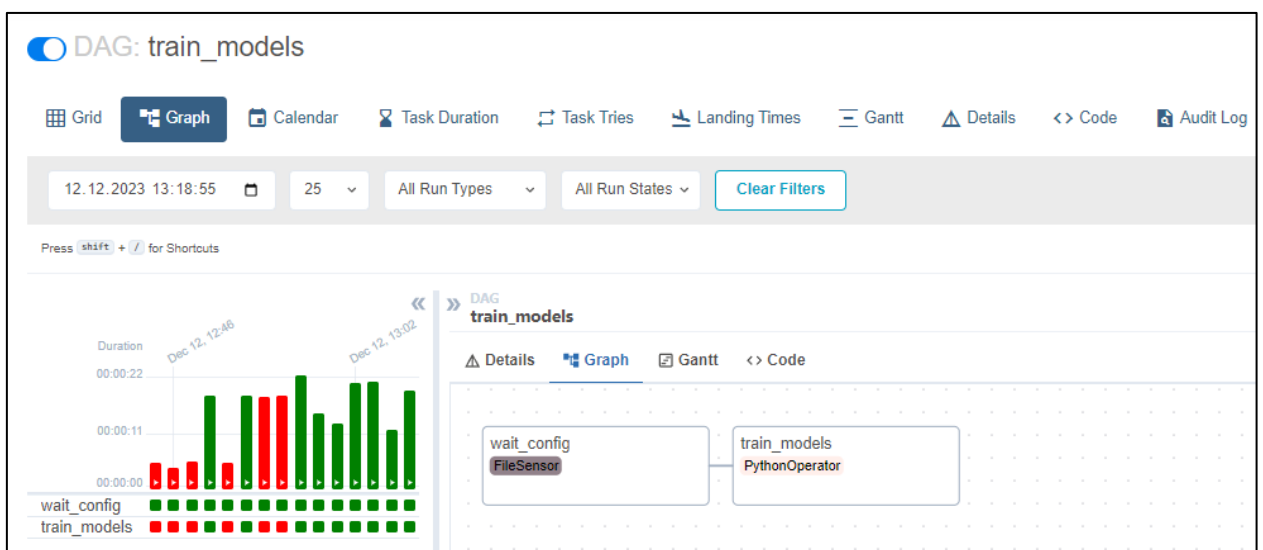 DAG: train_models
Grid Graph Calendar Task Duration Task Tries Landing Times Gantt Details <> Code Audit Log
12.12.2023 13:18:55 25 All Run Types All Run States Clear Filters
Press shift + / for Shortcuts
DAG
train_models
Details Graph Gantt <> Code
Dec 12, 12:46 Dec 12, 13:02
Duration
00:00:22
00:00:11
00:00:00
wait_config
train_models
wait_config
FileSensor
train_models
PythonOperator